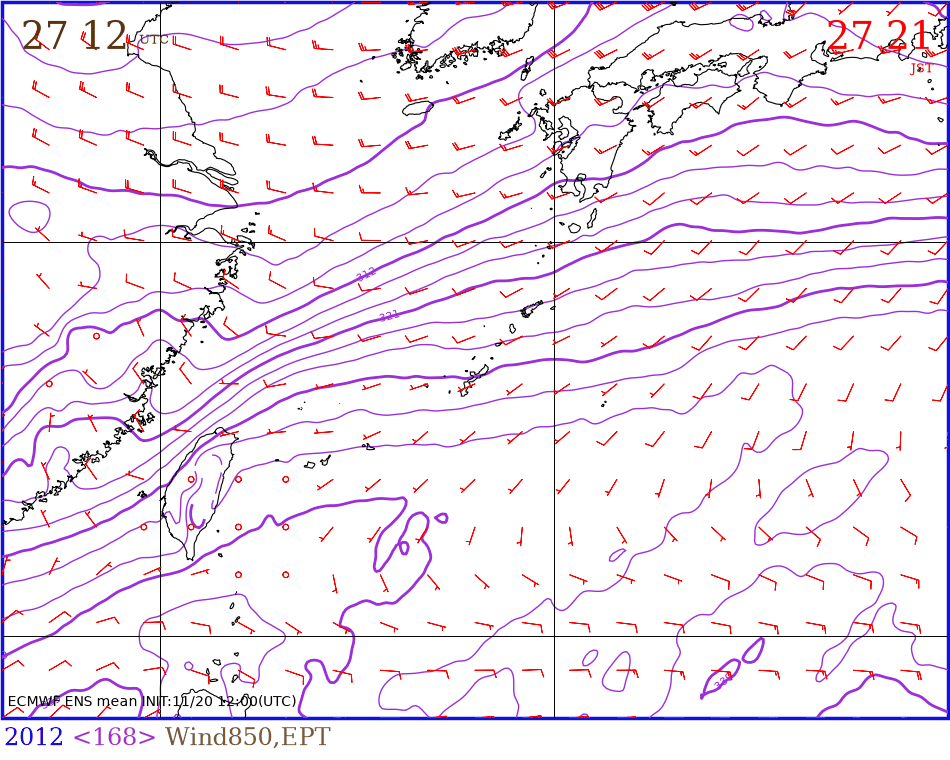 27 12 UTC
27 21
JST
312
321
ECMWF ENS mean INIT:11/20 12:00(UTC)
2012 <168> Wind850,EPT